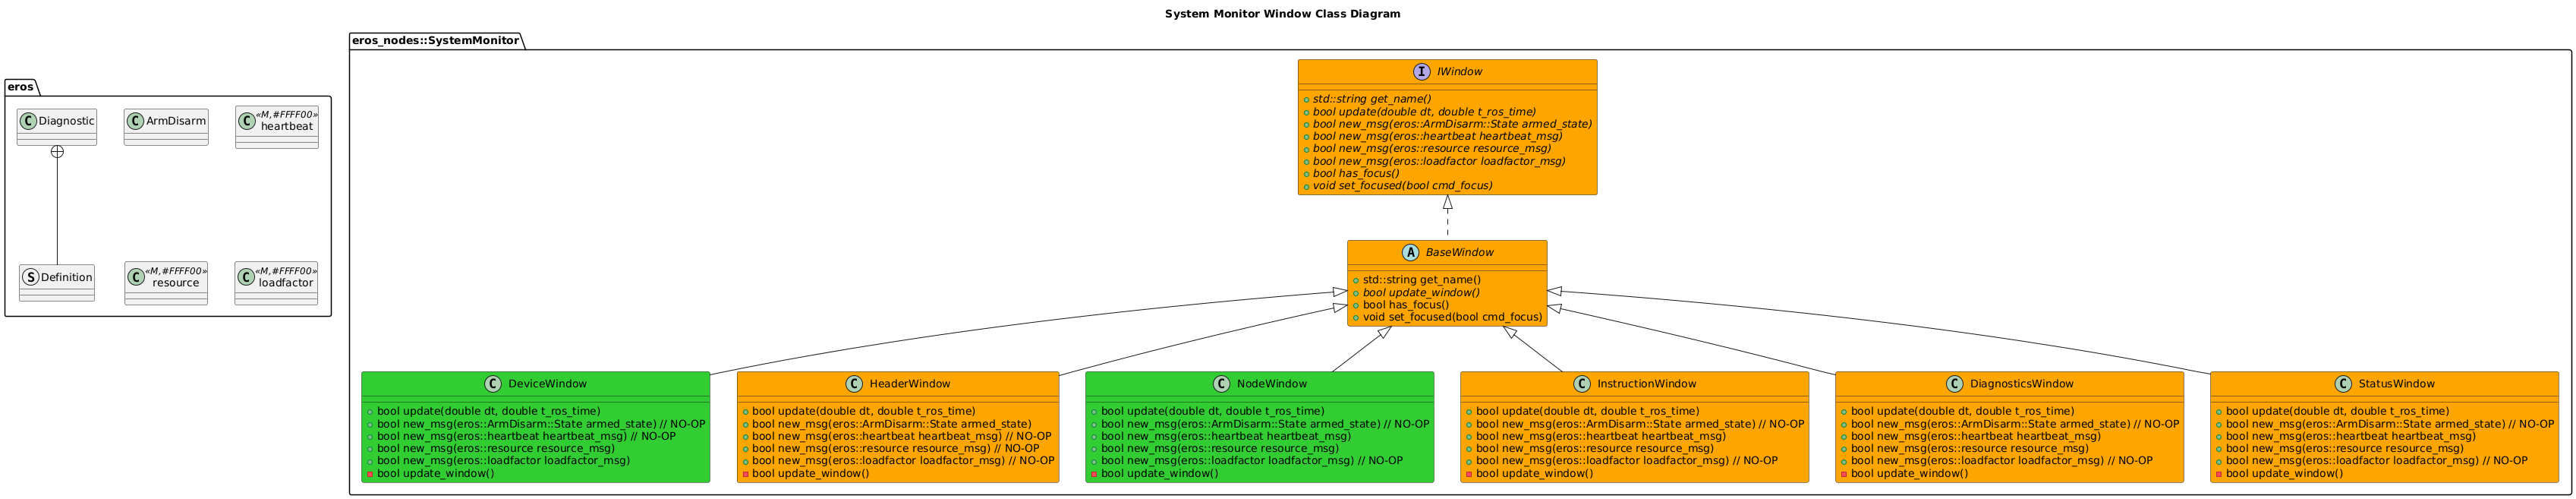 System Monitor Window Class Diagram
eros
C Diagnostic
C ArmDisarm
C «M,#FFFF00»
heartbeat
S Definition
C «M,#FFFF00»
resource
C «M,#FFFF00»
loadfactor
eros_nodes::SystemMonitor
I IWindow
std::string get_name()
bool update(double dt, double t_ros_time)
bool new_msg(eros::ArmDisarm::State armed_state)
bool new_msg(eros::heartbeat heartbeat_msg)
bool new_msg(eros::resource resource_msg)
bool new_msg(eros::loadfactor loadfactor_msg)
bool has_focus()
void set_focused(bool cmd_focus)
A BaseWindow
std::string get_name()
bool update_window()
bool has_focus()
void set_focused(bool cmd_focus)
C DeviceWindow
bool update(double dt, double t_ros_time)
bool new_msg(eros::ArmDisarm::State armed_state) // NO-OP
bool new_msg(eros::heartbeat heartbeat_msg) // NO-OP
bool new_msg(eros::resource resource_msg)
bool new_msg(eros::loadfactor loadfactor_msg)
bool update_window()
C HeaderWindow
bool update(double dt, double t_ros_time)
bool new_msg(eros::ArmDisarm::State armed_state)
bool new_msg(eros::heartbeat heartbeat_msg) // NO-OP
bool new_msg(eros::resource resource_msg) // NO-OP
bool new_msg(eros::loadfactor loadfactor_msg) // NO-OP
bool update_window()
C NodeWindow
bool update(double dt, double t_ros_time)
bool new_msg(eros::ArmDisarm::State armed_state) // NO-OP
bool new_msg(eros::heartbeat heartbeat_msg)
bool new_msg(eros::resource resource_msg)
bool new_msg(eros::loadfactor loadfactor_msg) // NO-OP
bool update_window()
C InstructionWindow
bool update(double dt, double t_ros_time)
bool new_msg(eros::ArmDisarm::State armed_state) // NO-OP
bool new_msg(eros::heartbeat heartbeat_msg)
bool new_msg(eros::resource resource_msg)
bool new_msg(eros::loadfactor loadfactor_msg) // NO-OP
bool update_window()
C DiagnosticsWindow
bool update(double dt, double t_ros_time)
bool new_msg(eros::ArmDisarm::State armed_state) // NO-OP
bool new_msg(eros::heartbeat heartbeat_msg)
bool new_msg(eros::resource resource_msg)
bool new_msg(eros::loadfactor loadfactor_msg) // NO-OP
bool update_window()
C StatusWindow
bool update(double dt, double t_ros_time)
bool new_msg(eros::ArmDisarm::State armed_state) // NO-OP
bool new_msg(eros::heartbeat heartbeat_msg)
bool new_msg(eros::resource resource_msg)
bool new_msg(eros::loadfactor loadfactor_msg) // NO-OP
bool update_window()